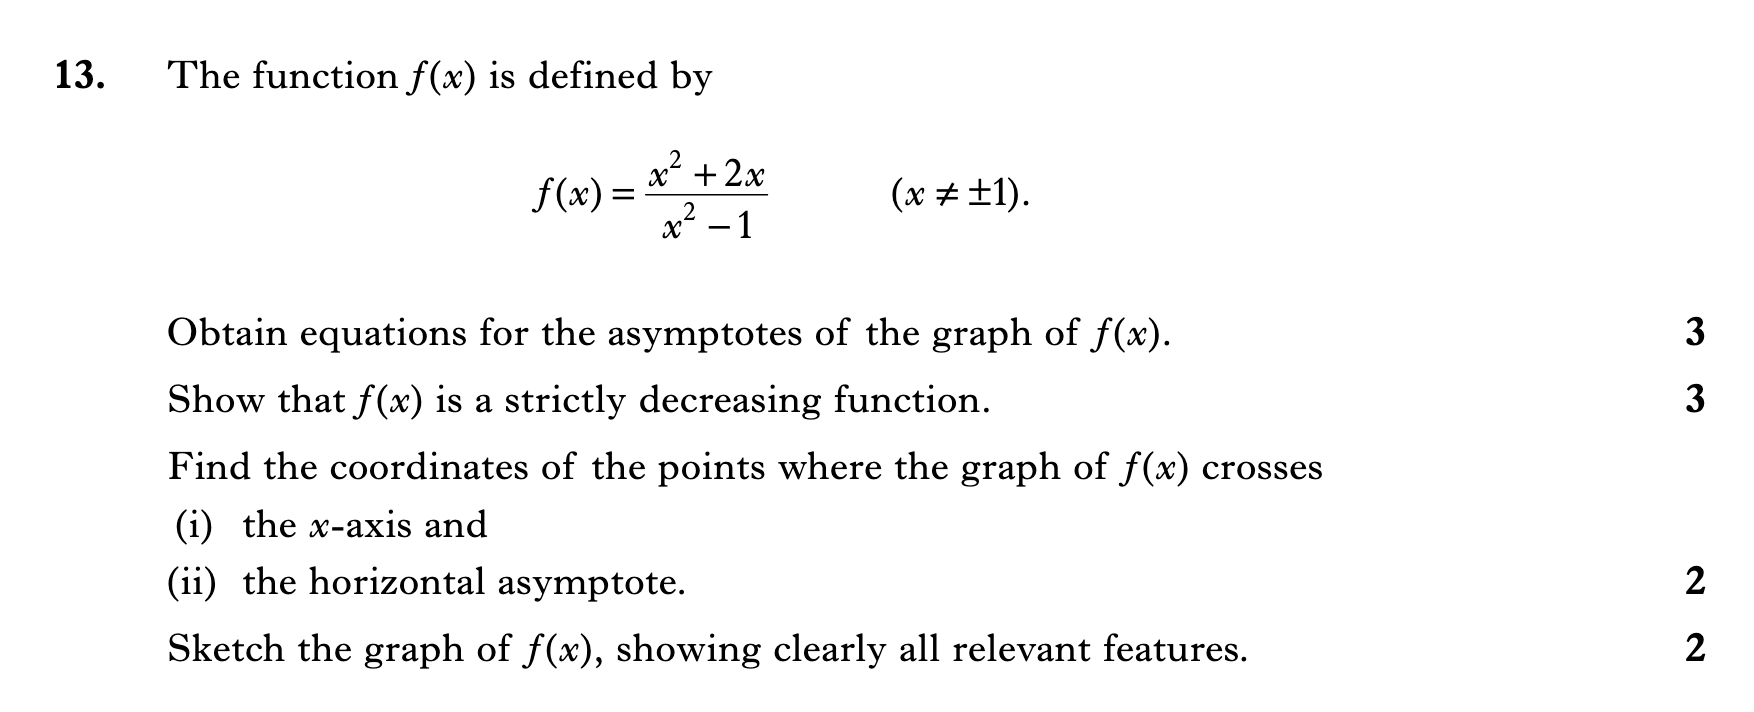 13. The function f(x) is defined by
f(x) = \frac{x^2 + 2x}{x^2 - 1} (x ≠ ±1).
Obtain equations for the asymptotes of the graph of f(x). 3
Show that f(x) is a strictly decreasing function. 3
Find the coordinates of the points where the graph of f(x) crosses
(i) the x-axis and
(ii) the horizontal asymptote. 2
Sketch the graph of f(x), showing clearly all relevant features. 2